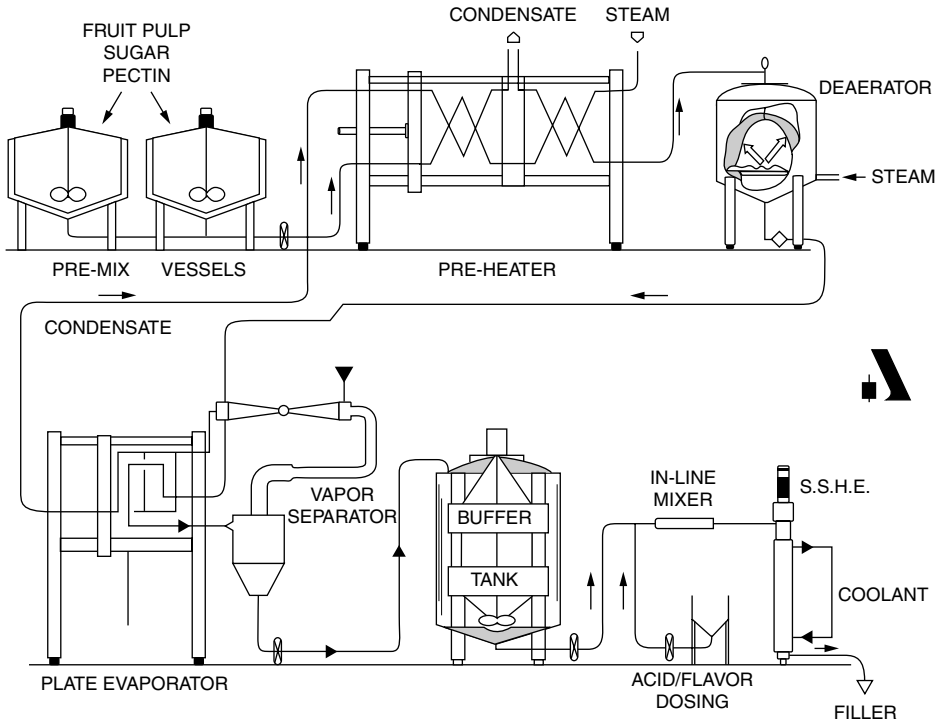 CONDENSATE STEAM
FRUIT PULP
SUGAR
PECTIN
DEAERATOR
STEAM
PRE-MIX VESSELS
PRE-HEATER
CONDENSATE
VAPOR
SEPARATOR
IN-LINE
MIXER
S.S.H.E.
BUFFER
TANK
COOLANT
PLATE EVAPORATOR
ACID/FLAVOR
DOSING
FILLER